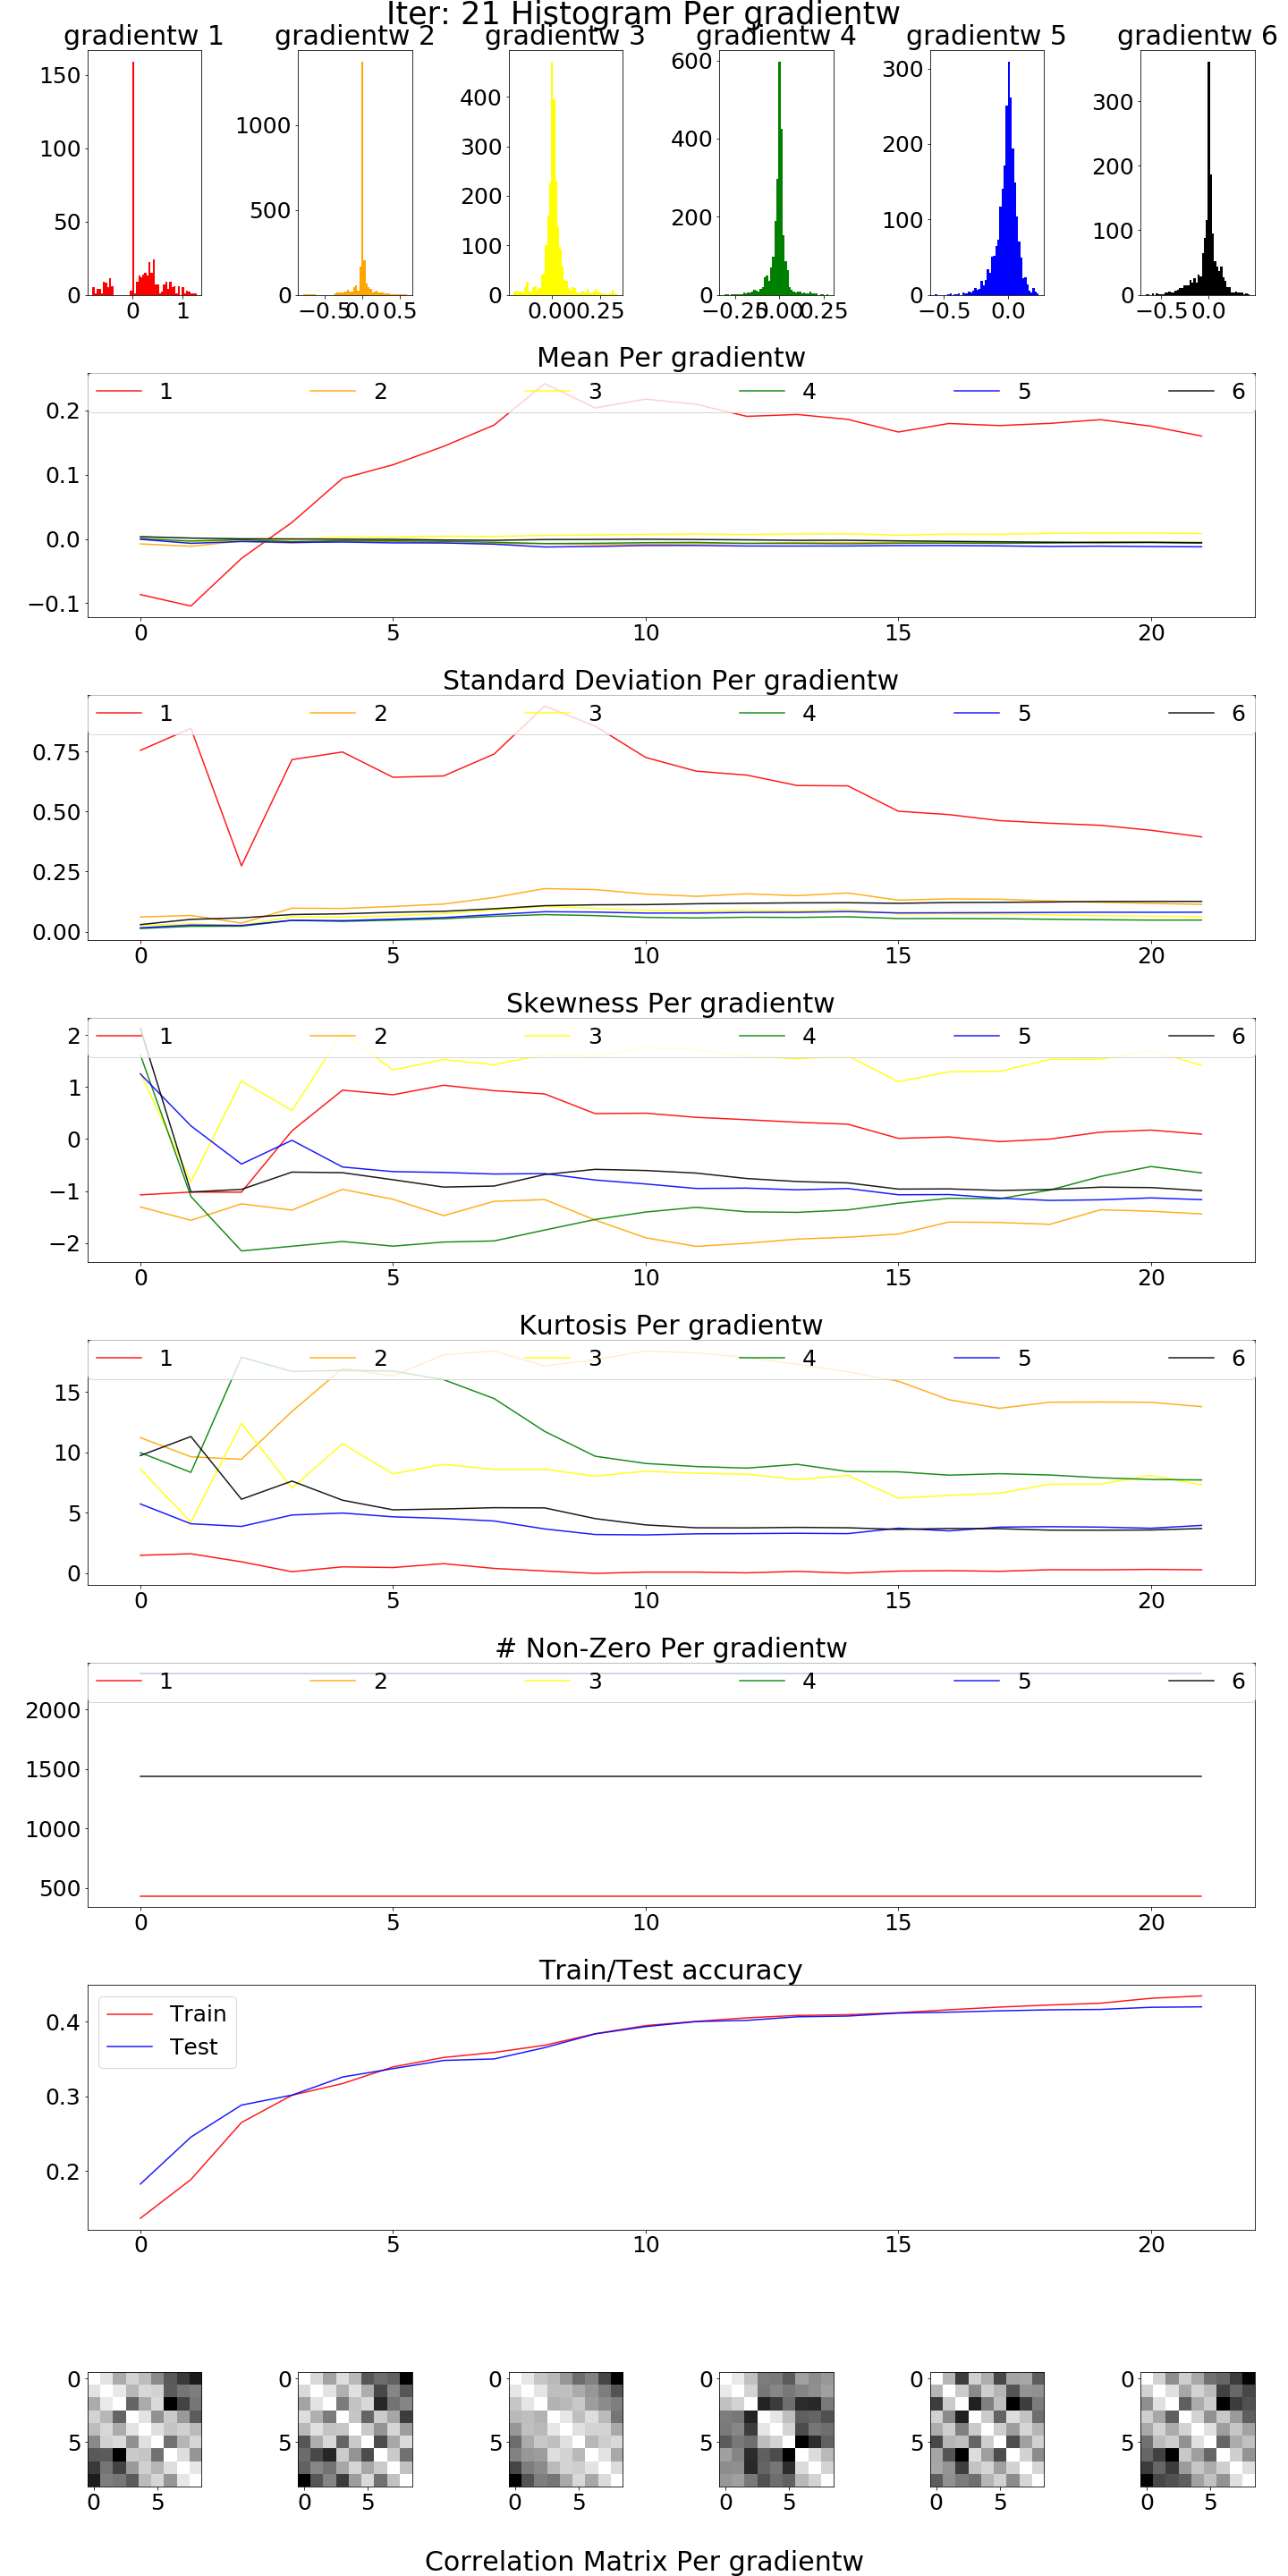 Iter: 21 Histogram Per gradientw
gradientw 1 gradientw 2 gradientw 3 gradientw 4 gradientw 5 gradientw 6
150
100
50
0
0 1
1000
500
0
−0.5 0.0 0.5
400
300
200
100
0
0.00 0.25
600
400
200
0
−0.25 0.00 0.25
300
200
100
0
−0.5 0.0
300
200
100
0
−0.5 0.0
Mean Per gradientw
1 2 3 4 5 6
0.2
0.1
0.0
−0.1
0 5 10 15 20
Standard Deviation Per gradientw
1 2 3 4 5 6
0.75
0.50
0.25
0.00
0 5 10 15 20
Skewness Per gradientw
1 2 3 4 5 6
2
1
0
−1
−2
0 5 10 15 20
Kurtosis Per gradientw
1 2 3 4 5 6
15
10
5
0
0 5 10 15 20
# Non-Zero Per gradientw
1 2 3 4 5 6
2000
1500
1000
500
0 5 10 15 20
Train/Test accuracy
Train
Test
0.4
0.3
0.2
0 5 10 15 20
0 0 0 0 0 0
5 5 5 5 5 5
0 5 0 5 0 5 0 5 0 5 0 5
Correlation Matrix Per gradientw